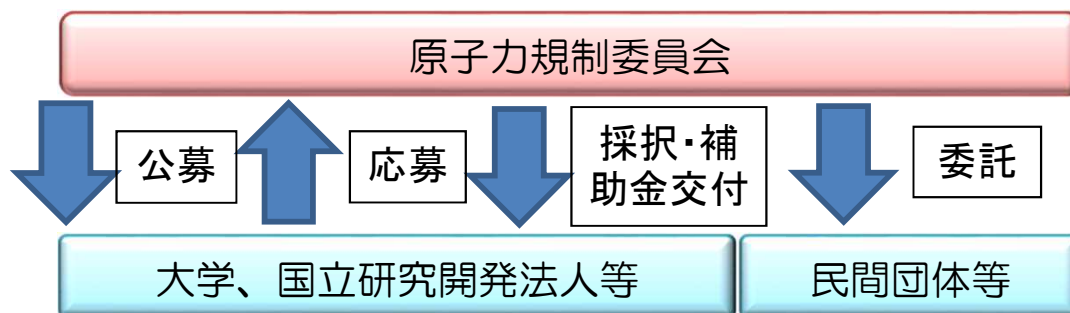 原子力規制委員会
公募
応募
採択・補
助金交付
委託
大学、国立研究開発法人等
民間団体等